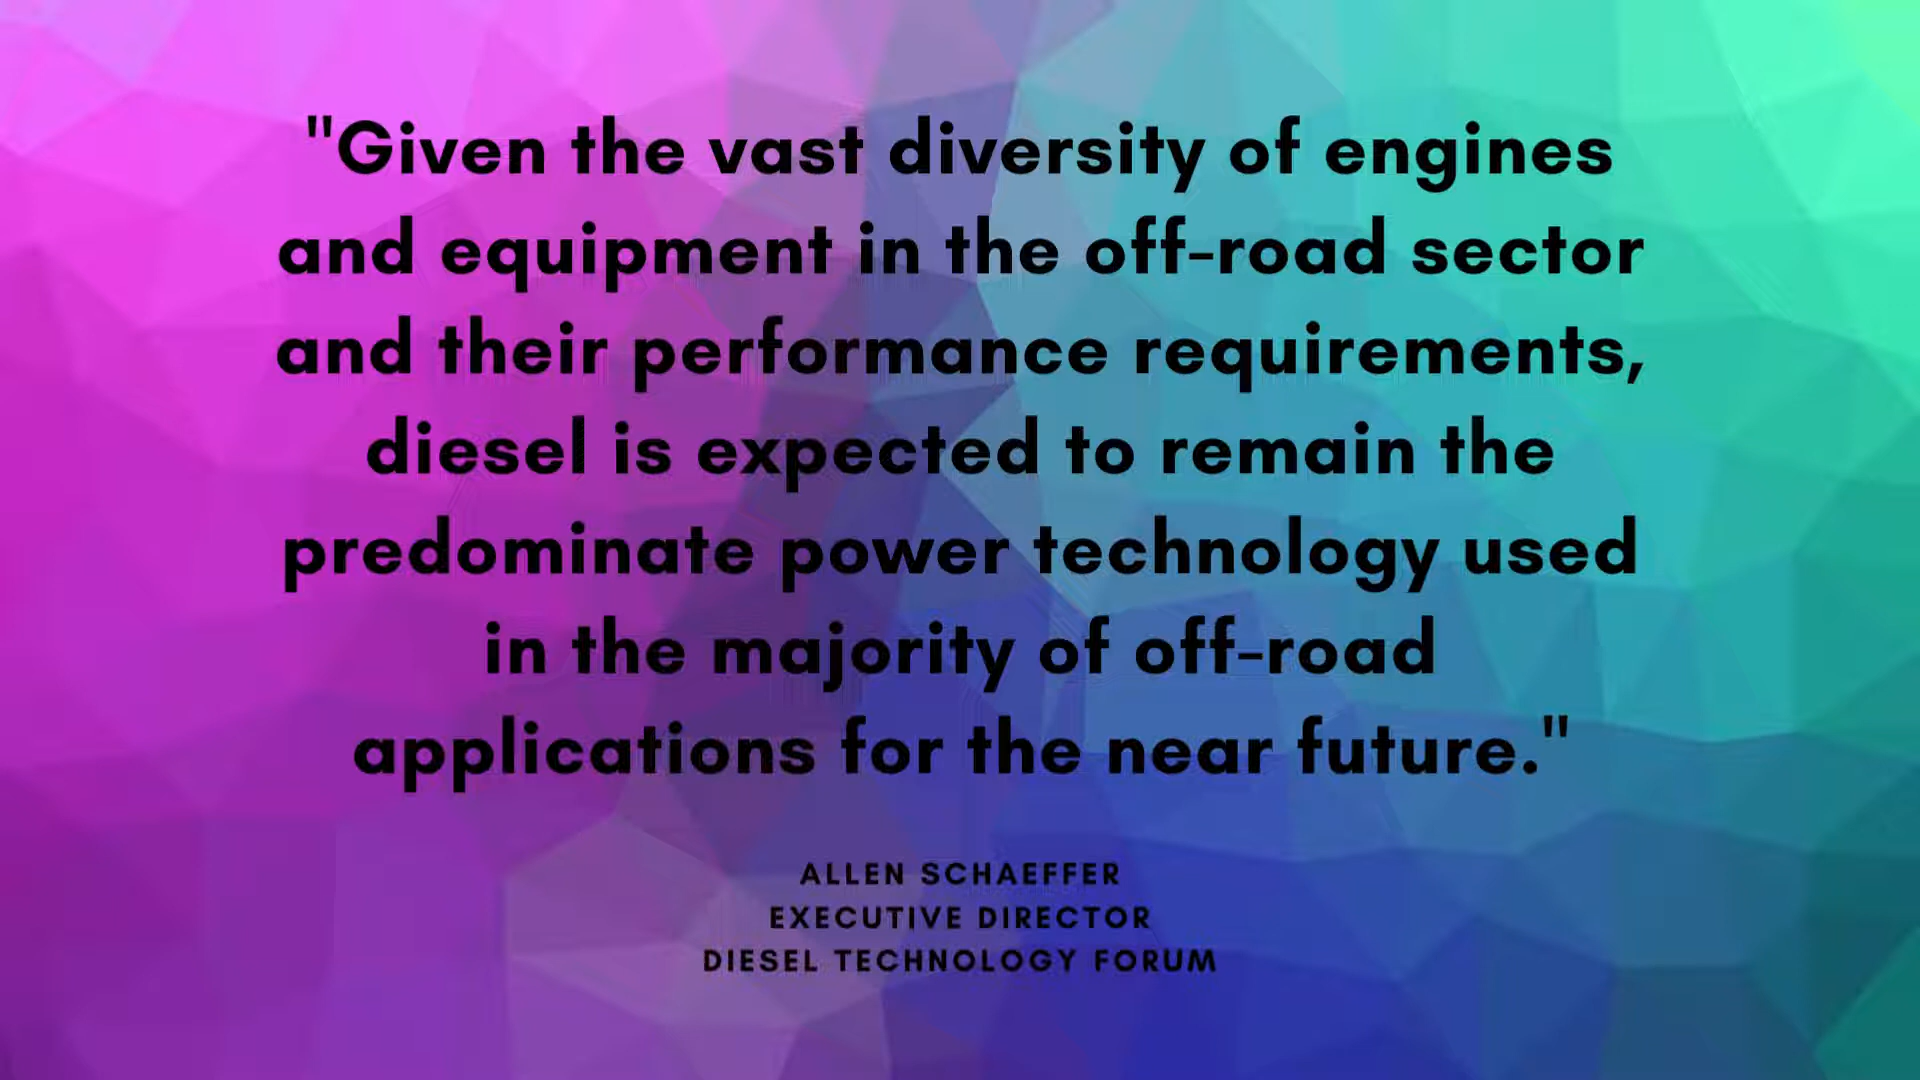 "Given the vast diversity of engines
and equipment in the off-road sector
and their performance requirements,
diesel is expected to remain the
predominate power technology used
in the majority of off-road
applications for the near future."
ALLEN SCHAEFFER
EXECUTIVE DIRECTOR
DIESEL TECHNOLOGY FORUM